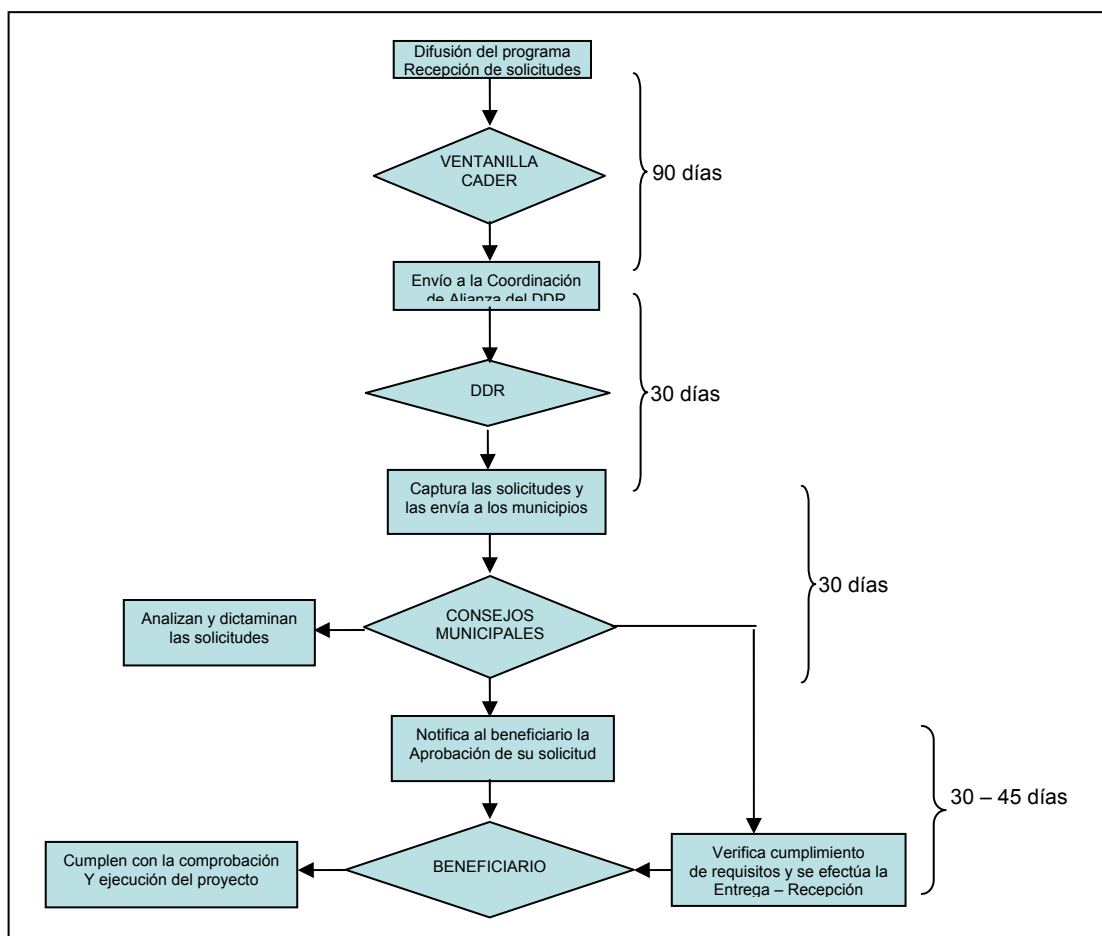 Difusión del programa
Recepción de solicitudes
VENTANILLA
CADER
90 días
Envío a la Coordinación
de Alianza del DDR
DDR
30 días
Captura las solicitudes y
las envía a los municipios
30 días
CONSEJOS
MUNICIPALES
Analizan y dictaminan
las solicitudes
Notifica al beneficiario la
Aprobación de su solicitud
30 – 45 días
Cumplen con la comprobación
Y ejecución del proyecto
BENEFICIARIO
Verifica cumplimiento
de requisitos y se efectúa la
Entrega – Recepción